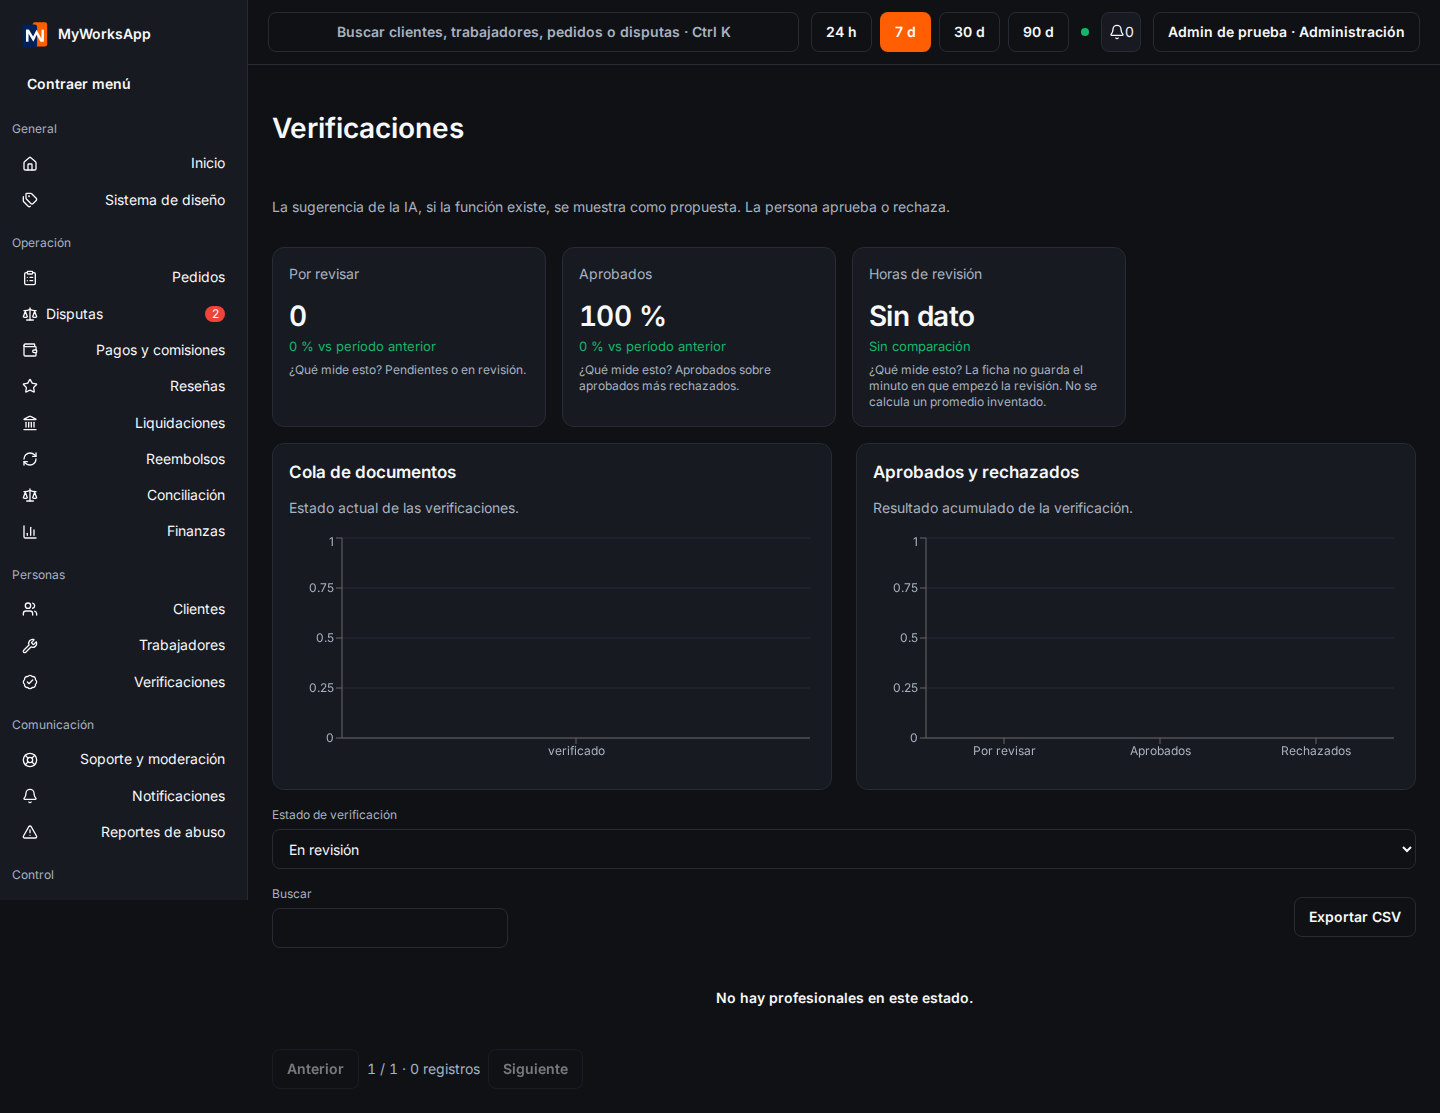 MyWorksApp
Contraer menú
General
Inicio
Sistema de diseño
Operación
Pedidos
Disputas 2
Pagos y comisiones
Reseñas
Liquidaciones
Reembolsos
Conciliación
Finanzas
Personas
Clientes
Trabajadores
Verificaciones
Comunicación
Soporte y moderación
Notificaciones
Reportes de abuso
Control
Buscar clientes, trabajadores, pedidos o disputas · Ctrl K
24 h
7 d
30 d
90 d
0
Admin de prueba · Administración
Verificaciones
La sugerencia de la IA, si la función existe, se muestra como propuesta. La persona aprueba o rechaza.
Por revisar
0
0 % vs período anterior
¿Qué mide esto? Pendientes o en revisión.
Aprobados
100 %
0 % vs período anterior
¿Qué mide esto? Aprobados sobre
aprobados más rechazados.
Horas de revisión
Sin dato
Sin comparación
¿Qué mide esto? La ficha no guarda el
minuto en que empezó la revisión. No se
calcula un promedio inventado.
Cola de documentos
Estado actual de las verificaciones.
1
0.75
0.5
0.25
0
verificado
Aprobados y rechazados
Resultado acumulado de la verificación.
1
0.75
0.5
0.25
0
Por revisar
Aprobados
Rechazados
Estado de verificación
En revisión
Buscar
Exportar CSV
No hay profesionales en este estado.
Anterior
1 / 1 · 0 registros
Siguiente